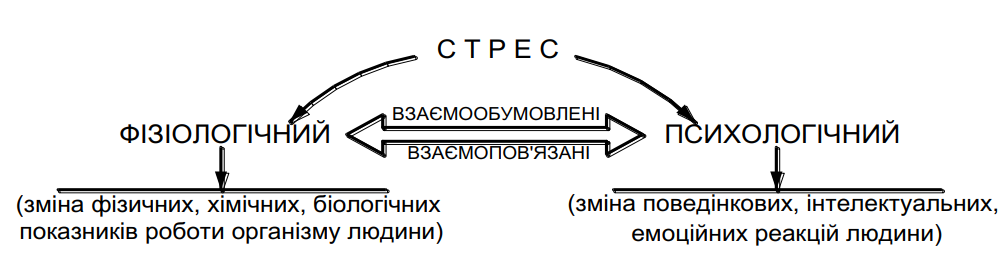 С Т Р Е С
ВЗАЄМООБУМОВЛЕНІ
ФІЗІОЛОГІЧНИЙ
ПСИХОЛОГІЧНИЙ
ВЗАЄМОПОВ'ЯЗАНІ
(зміна фізичних, хімічних, біологічних
показників роботи організму людини)
(зміна поведінкових, інтелектуальних,
емоційних реакцій людини)